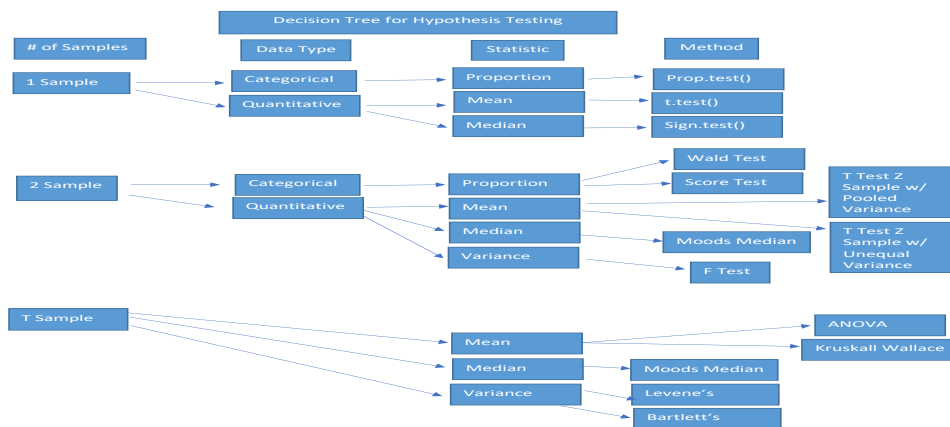 Decision Tree for Hypothesis Testing
# of Samples
Data Type
Statistic
Method
1 Sample
Categorical
Proportion
Prop.test()
Quantitative
Mean
t.test()
Median
Sign.test()
2 Sample
Categorical
Proportion
Wald Test
Score Test
Quantitative
Mean
T Test Z
Sample w/
Pooled
Variance
T Test Z
Sample w/
Unequal
Variance
Median
Moods Median
Variance
F Test
T Sample
Mean
ANOVA
Kruskall Wallace
Median
Moods Median
Variance
Levene's
Bartlett's